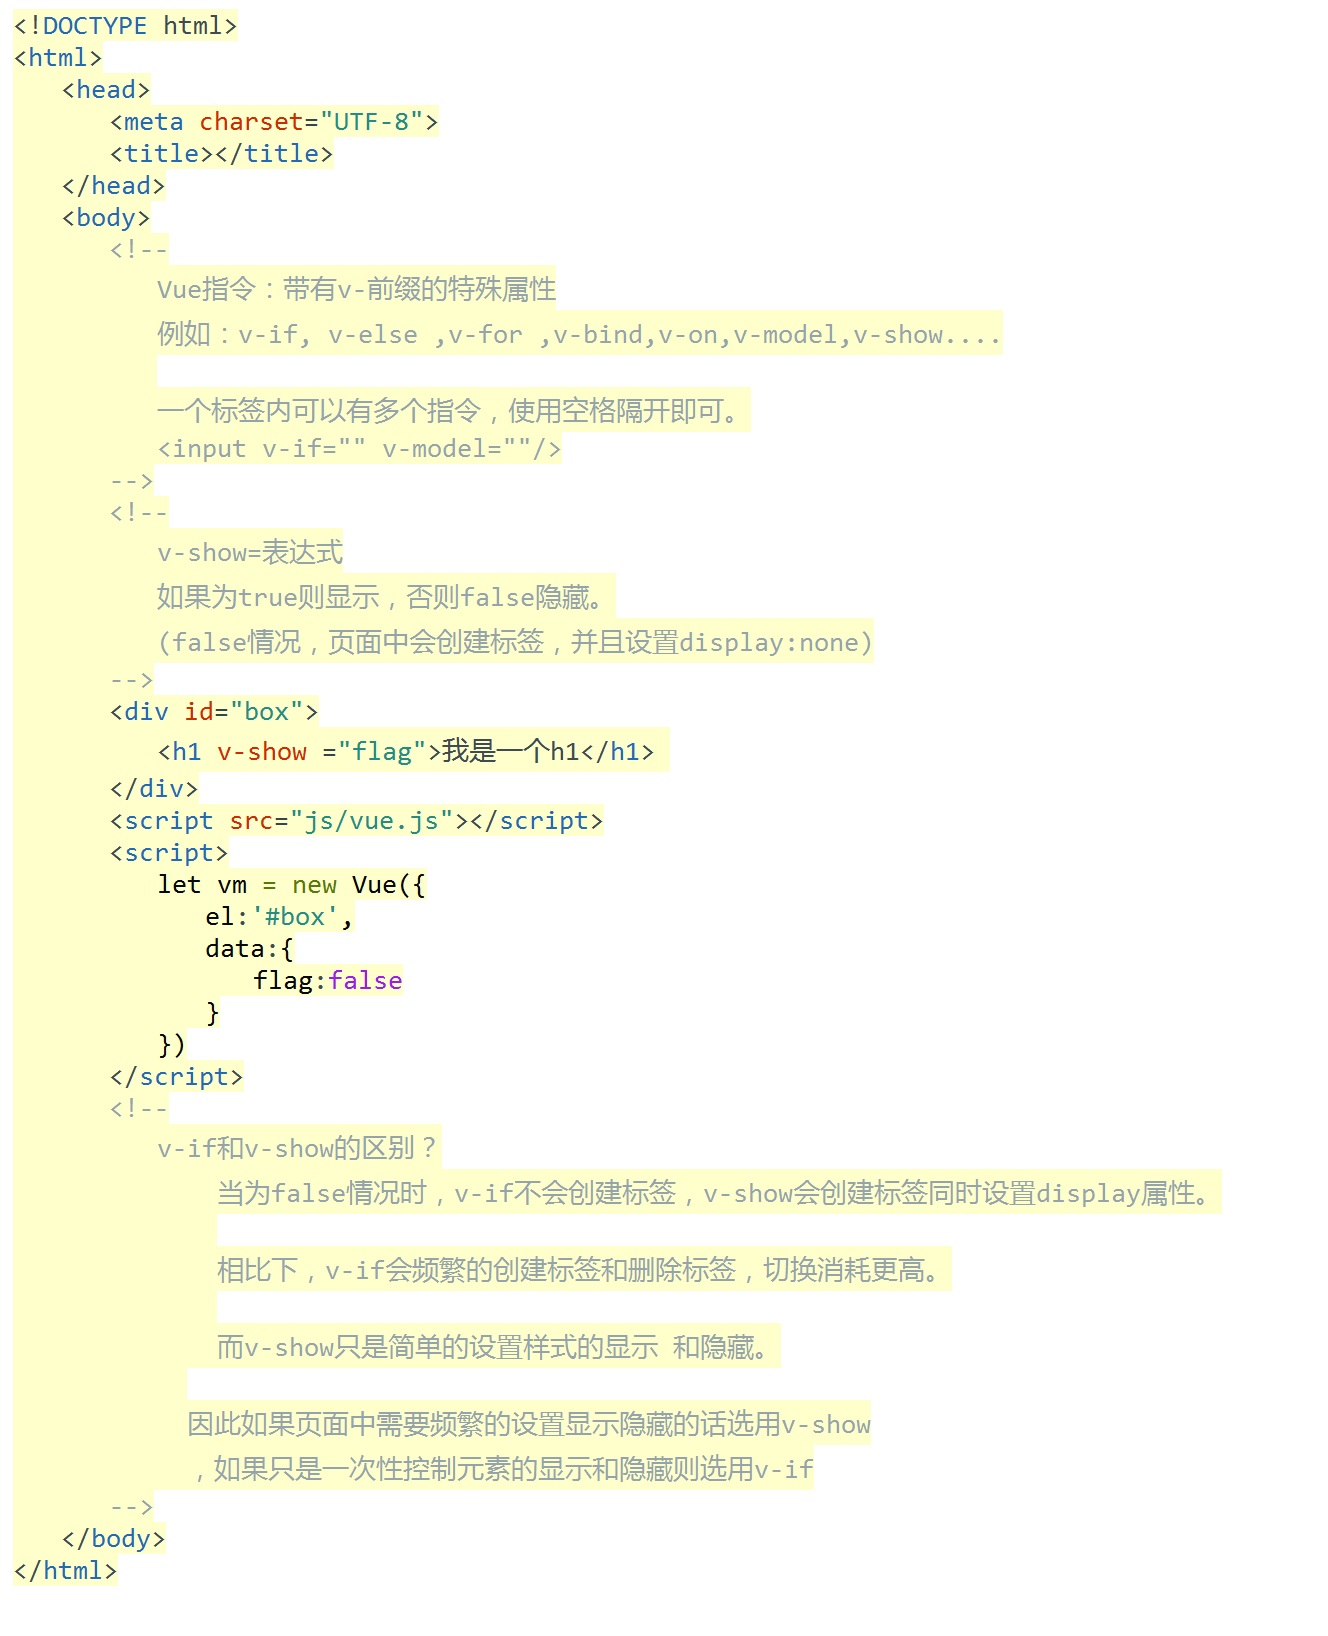 <!DOCTYPE html>
<html>
<head>
<meta charset="UTF-8">
<title></title>
</head>
<body>
<!--
Vue指令：带有v-前缀的特殊属性
例如：v-if, v-else ,v-for ,v-bind,v-on,v-model,v-show....
一个标签内可以有多个指令，使用空格隔开即可。
<input v-if="" v-model=""/>
-->
<!--
v-show=表达式
如果为true则显示，否则false隐藏。
(false情况，页面中会创建标签，并且设置display:none)
-->
<div id="box">
<h1 v-show ="flag">我是一个h1</h1>
</div>
<script src="js/vue.js"></script>
<script>
let vm = new Vue({
el:'#box',
data:{
flag:false
}
})
</script>
<!--
v-if和v-show的区别？
当为false情况时，v-if不会创建标签，v-show会创建标签同时设置display属性。
相比下，v-if会频繁的创建标签和删除标签，切换消耗更高。
而v-show只是简单的设置样式的显示 和隐藏。
因此如果页面中需要频繁的设置显示隐藏的话选用v-show
，如果只是一次性控制元素的显示和隐藏则选用v-if
-->
</body>
</html>